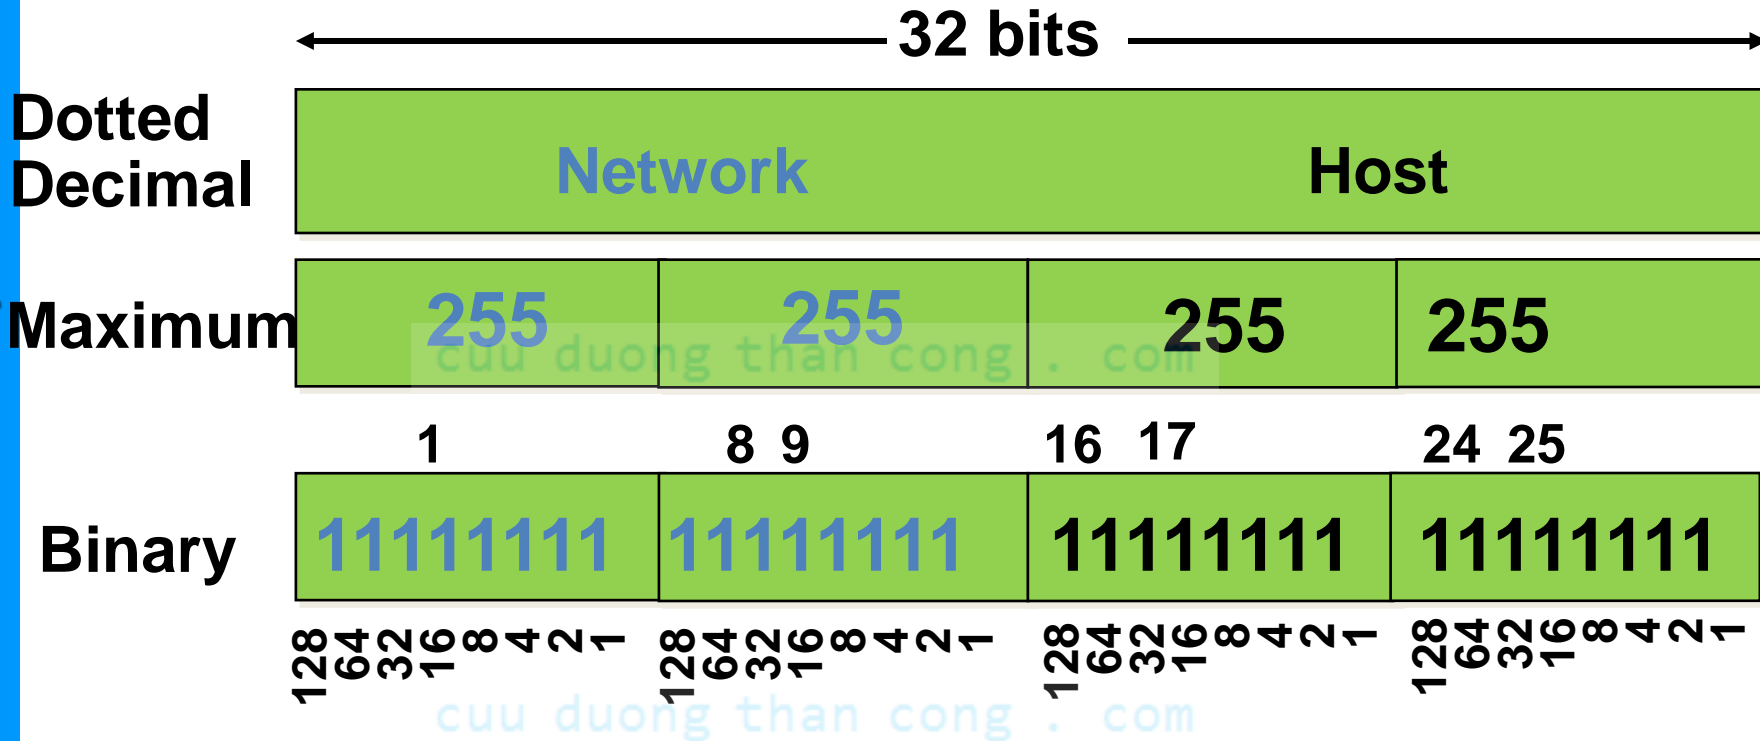 32 bits
Dotted
Decimal
Network Host
Maximum 255 255 255 255
cuu duong than cong . com
1 8 9 16 17 24 25
Binary 11111111 11111111 11111111 11111111
128 64 32 16 8 4 2 1 128 64 32 16 8 4 2 1 128 64 32 16 8 4 2 1 128 64 32 16 8 4 2 1
cuu duong than cong . com